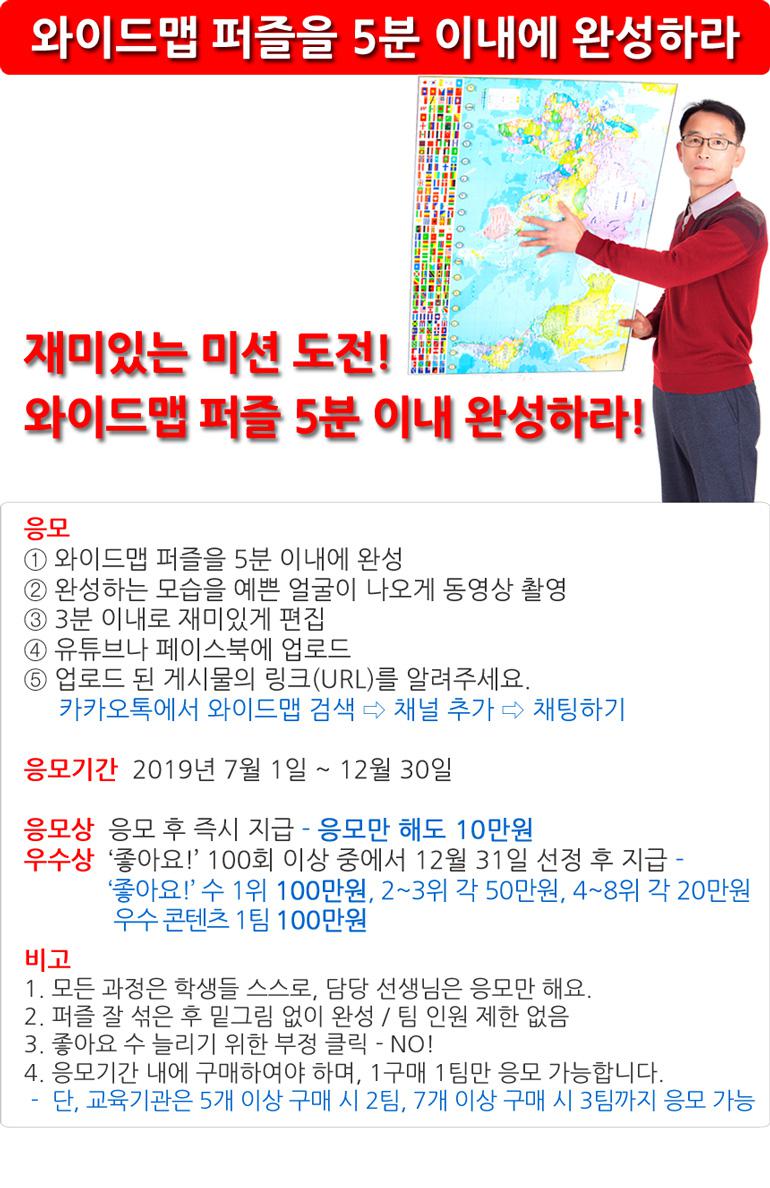 와이드맵 퍼즐을 5분 이내에 완성하라
재미있는 미션 도전!
와이드맵 퍼즐 5분 이내 완성하라!
응모
① 와이드맵 퍼즐을 5분 이내에 완성
② 완성하는 모습을 예쁜 얼굴이 나오게 동영상 촬영
③ 3분 이내로 재미있게 편집
④ 유튜브나 페이스북에 업로드
⑤ 업로드 된 게시물의 링크(URL)를 알려주세요.
카카오톡에서 와이드맵 검색 ⇨ 채널 추가 ⇨ 채팅하기
응모기간 2019년 7월 1일 ~ 12월 30일
응모상 응모 후 즉시 지급 - 응모만 해도 10만원
우수상 ‘좋아요!’ 100회 이상 중에서 12월 31일 선정 후 지급 -
‘좋아요!’ 수 1위 100만원, 2~3위 각 50만원, 4~8위 각 20만원
우수 콘텐츠 1팀 100만원
비고
1. 모든 과정은 학생들 스스로, 담당 선생님은 응모만 해요.
2. 퍼즐 잘 섞은 후 밑그림 없이 완성 / 팀 인원 제한 없음
3. 좋아요 수 늘리기 위한 부정 클릭 - NO!
4. 응모기간 내에 구매하여야 하며, 1구매 1팀만 응모 가능합니다.
- 단, 교육기관은 5개 이상 구매 시 2팀, 7개 이상 구매 시 3팀까지 응모 가능